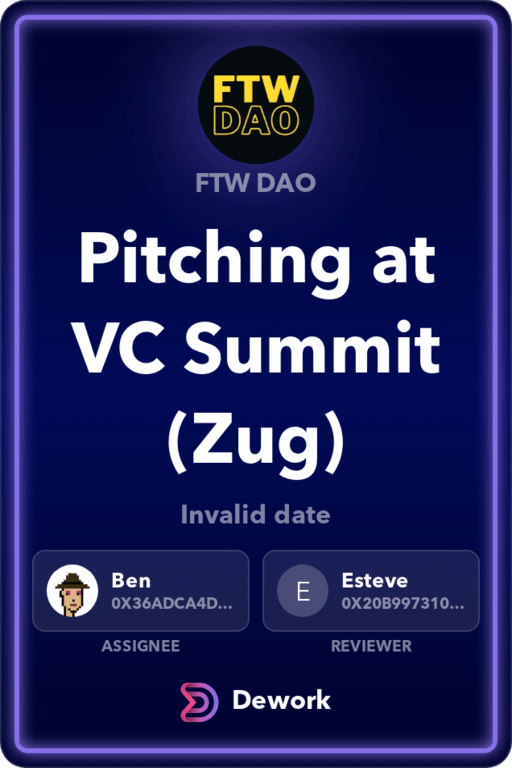 FTW
DAO
FTW DAO
Pitching at
VC Summit
(Zug)
Invalid date
Ben
0X36ADCA4D...
ASSIGNEE
E
Esteve
0X20B997310...
REVIEWER
Dework